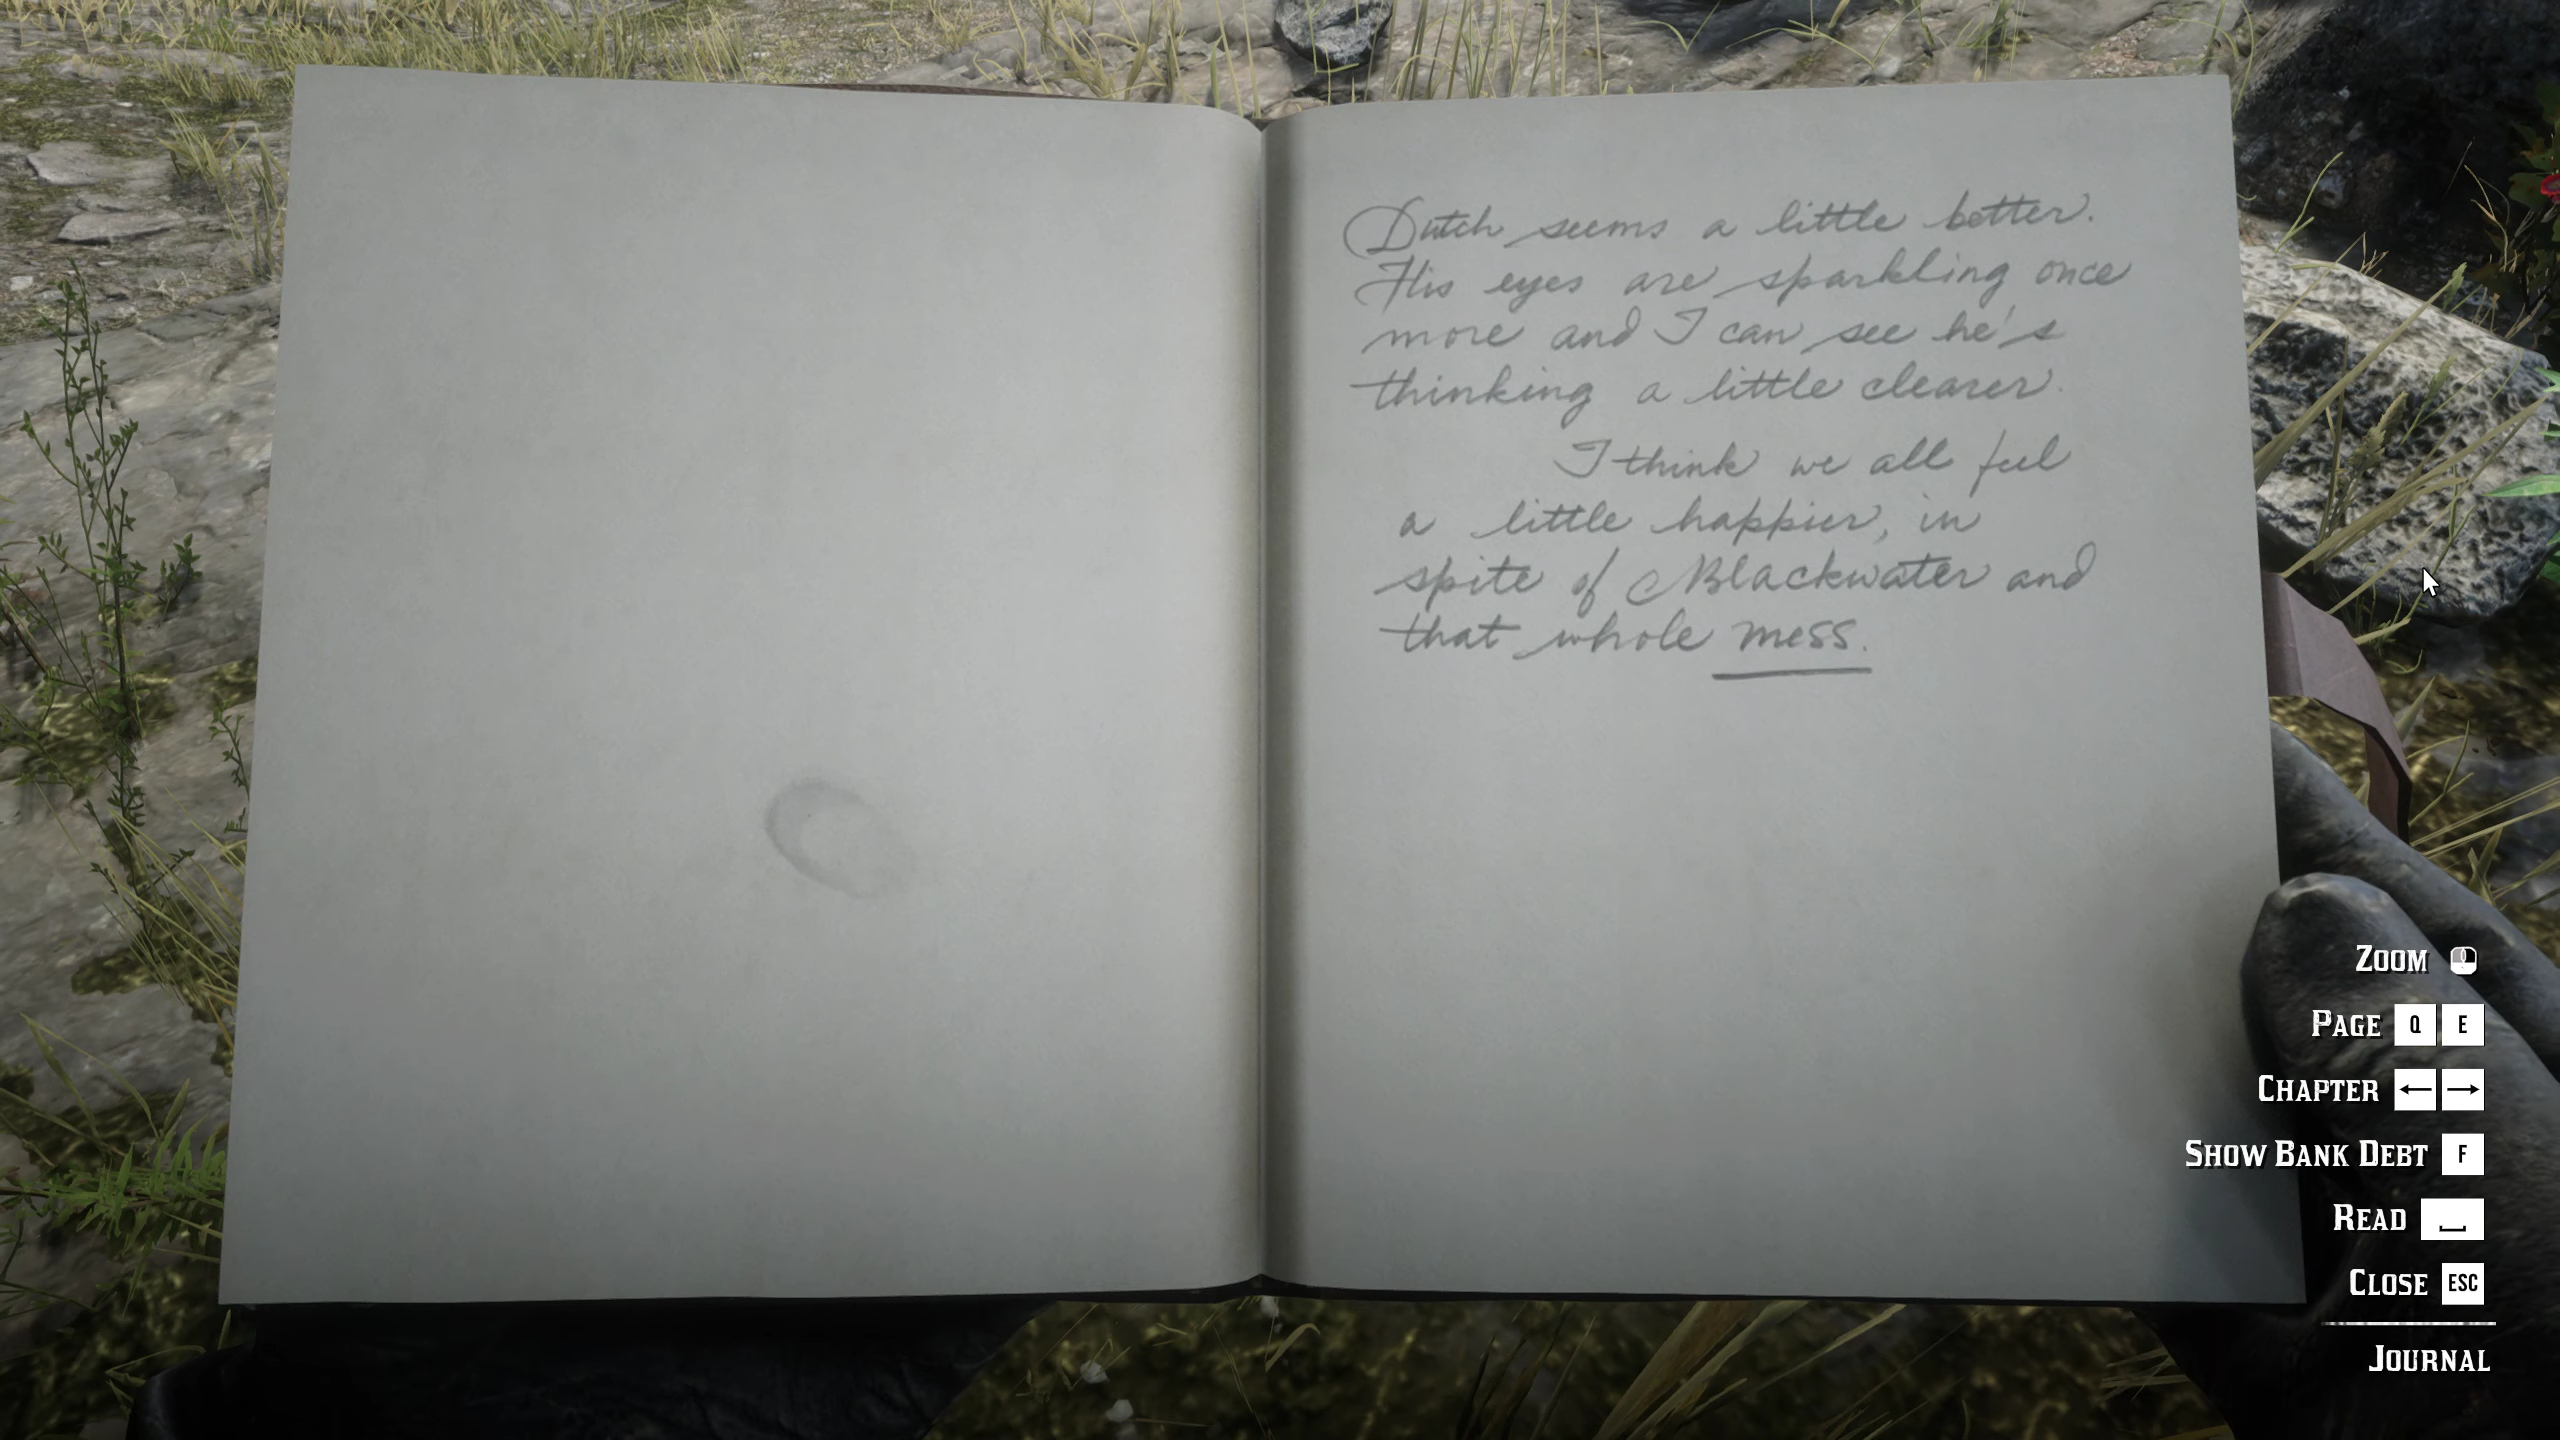 Dutch seems a little better.
His eyes are sparkling once
more and I can see he's
thinking a little clearer.
I think we all feel
a little happier, in
spite of Blackwater and
that whole mess.
ZOOM
PAGE Q E
CHAPTER ← →
SHOW BANK DEBT F
READ
CLOSE ESC
JOURNAL